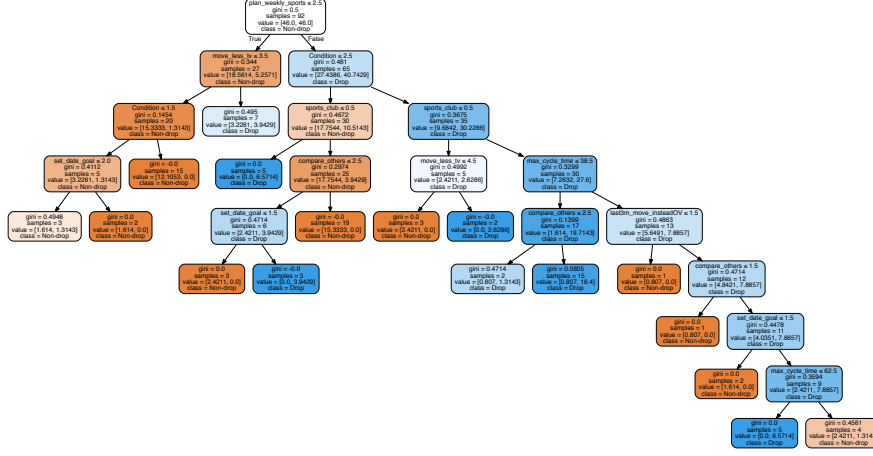 plan_weekly_sports ≤ 2.5
gini = 0.5
samples = 92
value = [46.0, 46.0]
class = Non-drop
True
False
move_less_tv ≤ 3.5
gini = 0.344
samples = 27
value = [18.5614, 5.2571]
class = Non-drop
Condition ≤ 2.5
gini = 0.481
samples = 65
value = [27.4386, 40.7429]
class = Drop
Condition ≤ 1.5
gini = 0.1454
samples = 20
value = [15.3333, 1.3143]
class = Non-drop
gini = 0.495
samples = 7
value = [3.2281, 3.9429]
class = Drop
sports_club ≤ 0.5
gini = 0.4672
samples = 30
value = [17.7544, 10.5143]
class = Non-drop
sports_club ≤ 0.5
gini = 0.3675
samples = 35
value = [9.6842, 30.2286]
class = Drop
set_date_goal ≤ 2.0
gini = 0.4112
samples = 5
value = [3.2281, 1.3143]
class = Non-drop
gini = -0.0
samples = 15
value = [12.1053, 0.0]
class = Non-drop
gini = 0.0
samples = 5
value = [0.0, 6.5714]
class = Drop
compare_others ≤ 2.5
gini = 0.2974
samples = 25
value = [17.7544, 3.9429]
class = Non-drop
move_less_tv ≤ 4.5
gini = 0.4992
samples = 5
value = [2.4211, 2.6286]
class = Drop
max_cycle_time ≤ 38.5
gini = 0.3299
samples = 30
value = [7.2632, 27.6]
class = Drop
gini = 0.4948
samples = 3
value = [1.614, 1.3143]
class = Non-drop
gini = 0.0
samples = 2
value = [1.614, 0.0]
class = Non-drop
set_date_goal ≤ 1.5
gini = 0.4714
samples = 6
value = [2.4211, 3.9429]
class = Drop
gini = -0.0
samples = 19
value = [15.3333, 0.0]
class = Non-drop
gini = 0.0
samples = 3
value = [2.4211, 0.0]
class = Non-drop
gini = -0.0
samples = 2
value = [0.0, 2.6286]
class = Drop
compare_others ≤ 2.5
gini = 0.1399
samples = 17
value = [1.614, 19.7143]
class = Drop
last3m_move_insteadOV ≤ 1.5
gini = 0.4863
samples = 13
value = [5.6491, 7.8857]
class = Drop
gini = 0.0
samples = 3
value = [2.4211, 0.0]
class = Non-drop
gini = -0.0
samples = 3
value = [0.0, 3.9429]
class = Drop
gini = 0.4714
samples = 2
value = [0.807, 1.3143]
class = Drop
gini = 0.0805
samples = 15
value = [0.807, 18.4]
class = Drop
gini = 0.0
samples = 1
value = [0.807, 0.0]
class = Non-drop
compare_others ≤ 1.5
gini = 0.4714
samples = 12
value = [4.8421, 7.8857]
class = Drop
gini = 0.0
samples = 1
value = [0.807, 0.0]
class = Non-drop
set_date_goal ≤ 1.5
gini = 0.4478
samples = 11
value = [4.0351, 7.8857]
class = Drop
gini = 0.0
samples = 2
value = [1.614, 0.0]
class = Non-drop
max_cycle_time ≤ 62.5
gini = 0.3594
samples = 9
value = [2.4211, 7.8857]
class = Drop
gini = 0.0
samples = 5
value = [0.0, 6.5714]
class = Drop
gini = 0.4561
samples = 4
value = [2.4211, 1.314
class = Non-drop